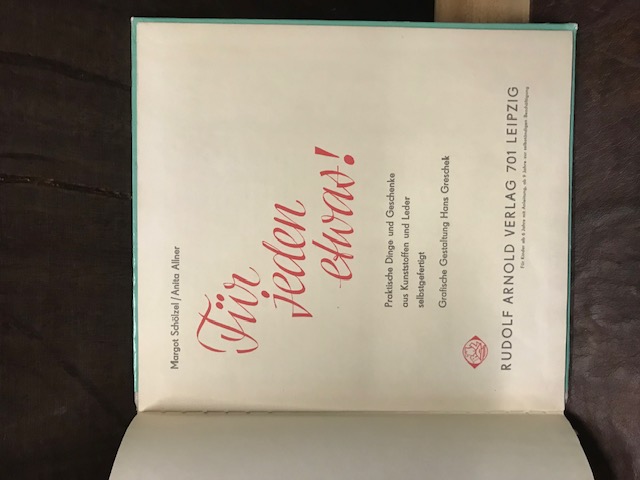 Margot Schölzel/Anita Allner
Für
jeden
etwas!
Praktische Dinge und Geschenke
aus Kunststoffen und Leder
selbstgefertigt
Grafische Gestaltung Hans Greschek
RUDOLF ARNOLD VERLAG 701 LEIPZIG
Für Kinder ab 6 Jahre mit Anleitung, ab 9 Jahre zur selbständigen Beschäftigung